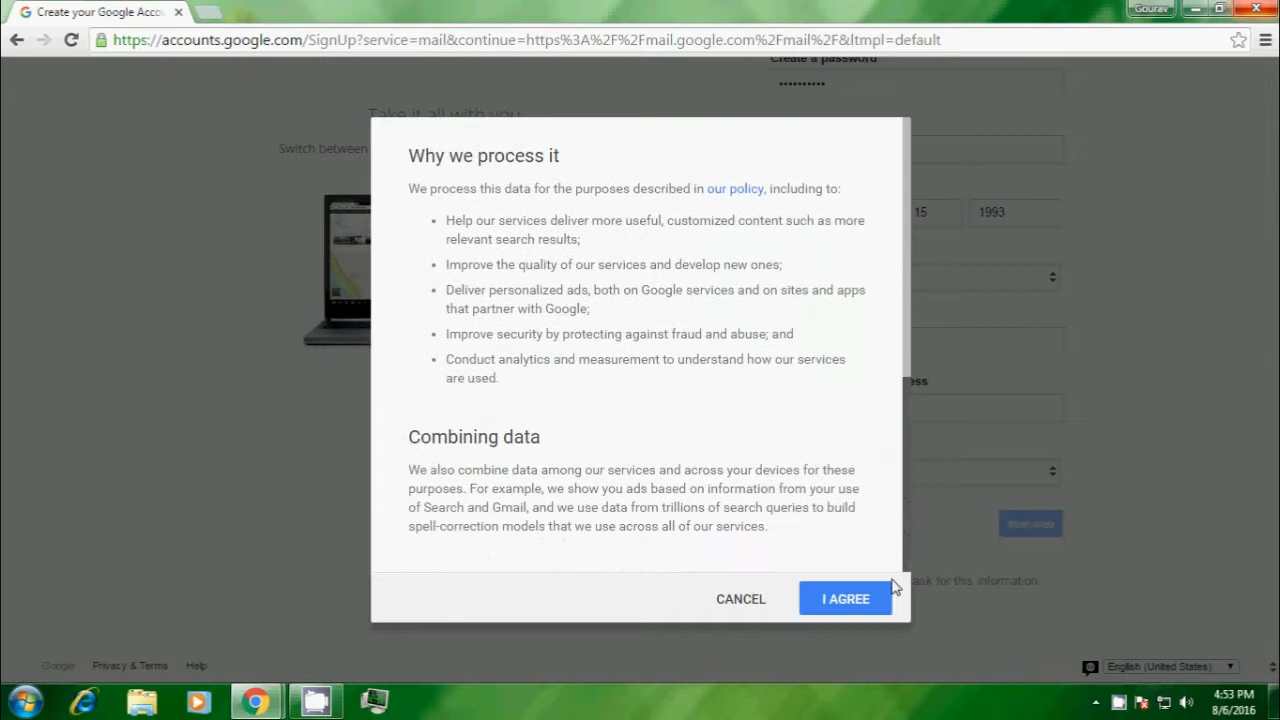 Create your Google Acco
Gourav
https://accounts.google.com/SignUp?service=mail&continue=https%3A%2F%2Fmail.google.com%2Fmail%2F&ltmpl=default
Create a password
••••••••••
Take it all with you
Switch between
15
1993
Why we process it
We process this data for the purposes described in our policy, including to:
• Help our services deliver more useful, customized content such as more
relevant search results;
• Improve the quality of our services and develop new ones;
• Deliver personalized ads, both on Google services and on sites and apps
that partner with Google;
• Improve security by protecting against fraud and abuse; and
• Conduct analytics and measurement to understand how our services
are used.
ess
Combining data
We also combine data among our services and across your devices for these
purposes. For example, we show you ads based on information from your use
of Search and Gmail, and we use data from trillions of search queries to build
spell-correction models that we use across all of our services.
Next step
ask for this information
CANCEL
I AGREE
Google Privacy & Terms Help
English (United States)
4:53 PM
8/6/2016